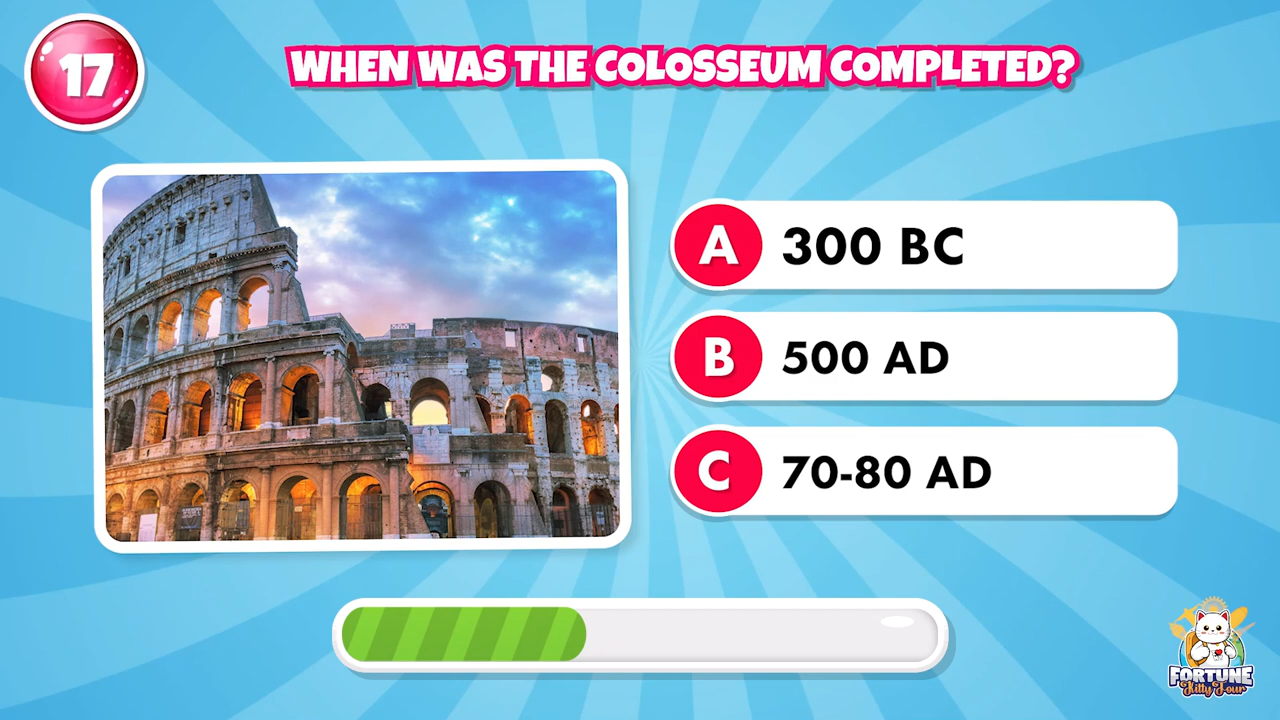 17
WHEN WAS THE COLOSSEUM COMPLETED?
A 300 BC
B 500 AD
C 70-80 AD
FORTUNE
Kitty Tour